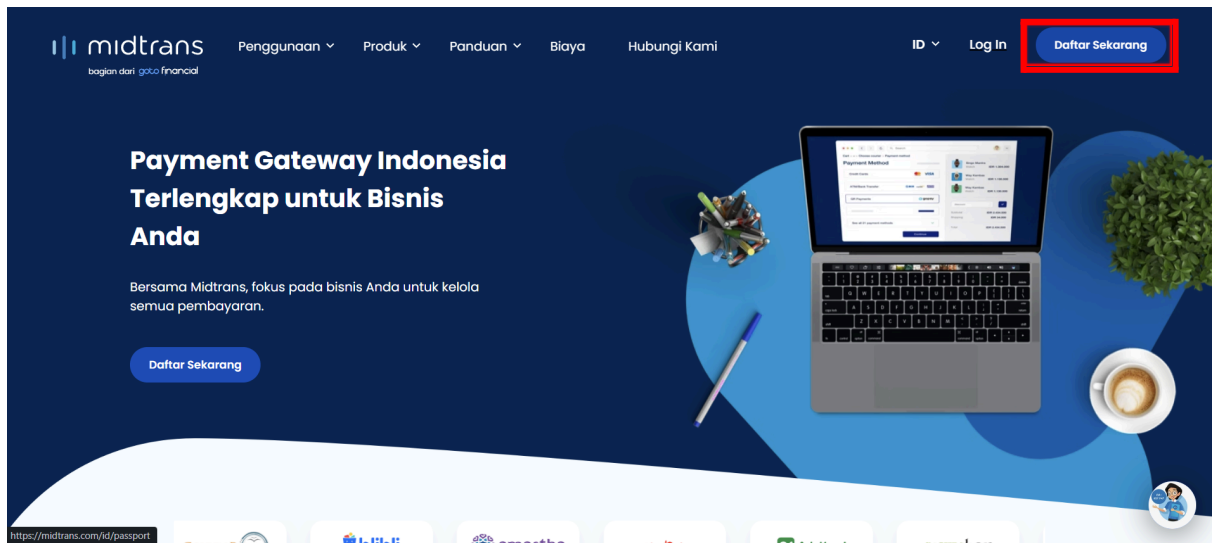 midtrans
bagian dari goto financial
Penggunaan
Produk
Panduan
Biaya
Hubungi Kami
ID
Log In
Daftar Sekarang
Payment Gateway Indonesia
Terlengkap untuk Bisnis
Anda
Bersama Midtrans, fokus pada bisnis Anda untuk kelola
semua pembayaran.
Daftar Sekarang
Payment Method
https://midtrans.com/id/passport
blibli